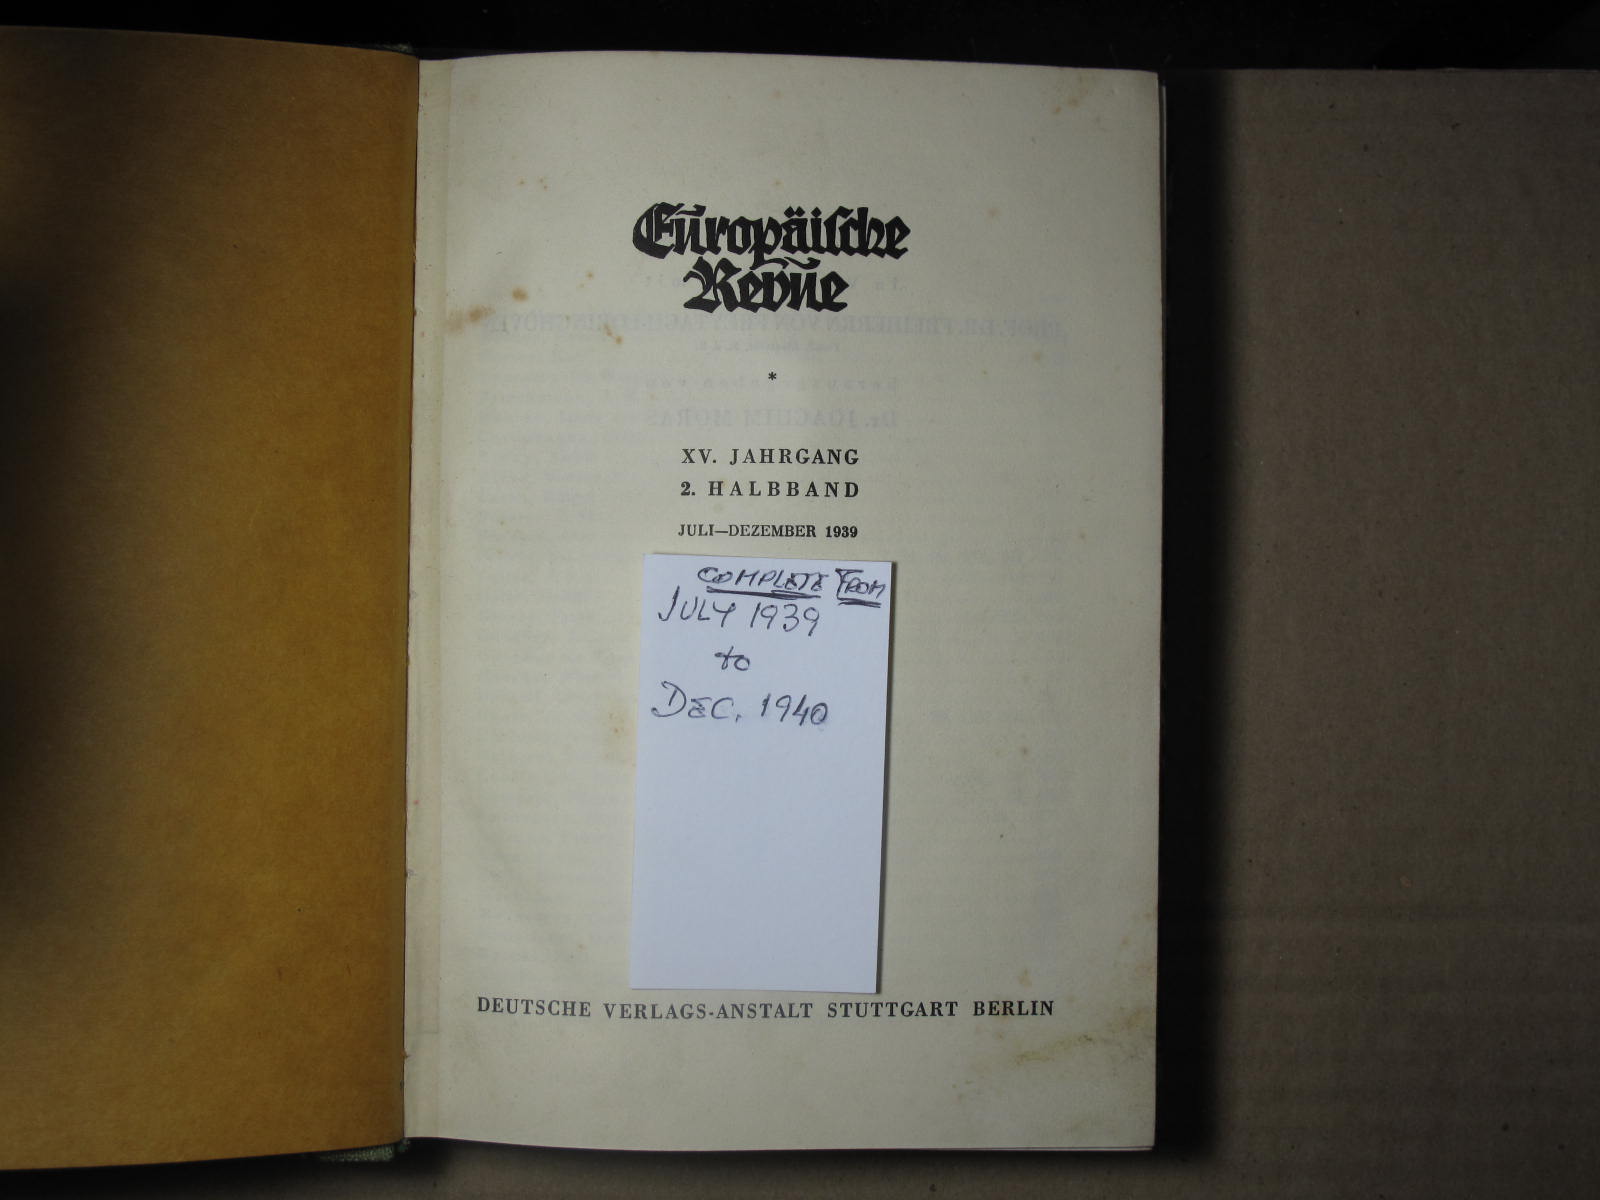 Europäische
Revue
*
XV. JAHRGANG
2. HALBBAND
JULI—DEZEMBER 1939
COMPLETE FROM
JULY 1939
to
DEC. 1940
DEUTSCHE VERLAGS-ANSTALT STUTTGART BERLIN